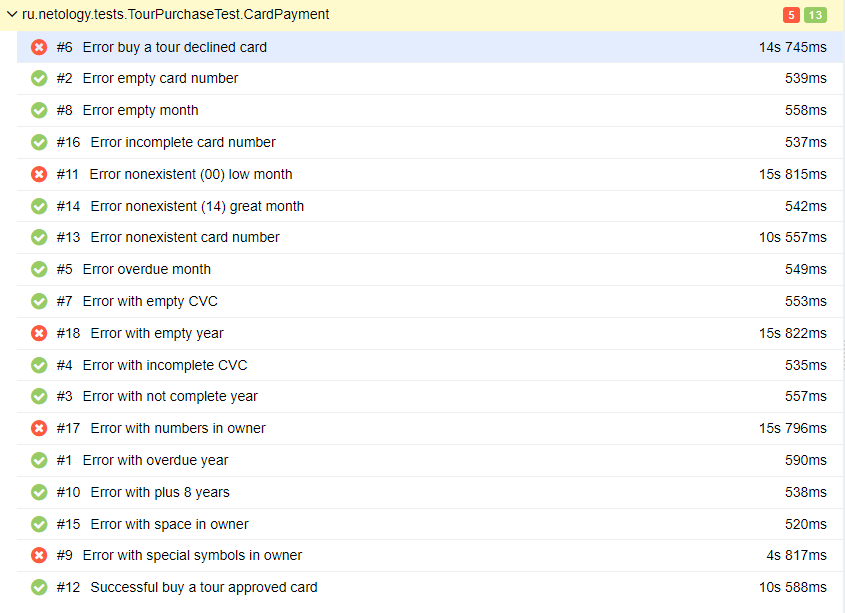 ru.netology.tests.TourPurchaseTest.CardPayment 5 13
#6 Error buy a tour declined card 14s 745ms
#2 Error empty card number 539ms
#8 Error empty month 558ms
#16 Error incomplete card number 537ms
#11 Error nonexistent (00) low month 15s 815ms
#14 Error nonexistent (14) great month 542ms
#13 Error nonexistent card number 10s 557ms
#5 Error overdue month 549ms
#7 Error with empty CVC 553ms
#18 Error with empty year 15s 822ms
#4 Error with incomplete CVC 535ms
#3 Error with not complete year 557ms
#17 Error with numbers in owner 15s 796ms
#1 Error with overdue year 590ms
#10 Error with plus 8 years 538ms
#15 Error with space in owner 520ms
#9 Error with special symbols in owner 4s 817ms
#12 Successful buy a tour approved card 10s 588ms